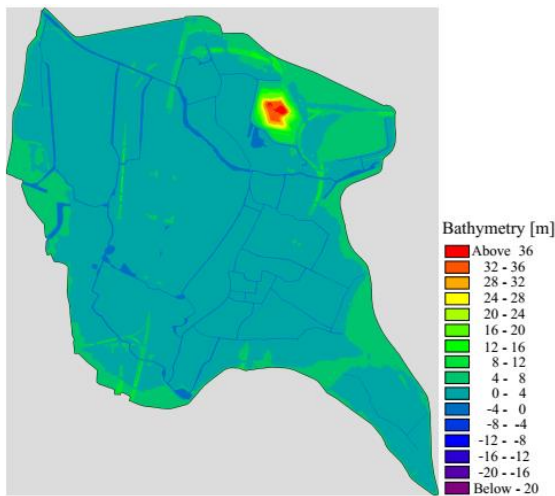 Bathymetry [m]
Above 36
32 - 36
28 - 32
24 - 28
20 - 24
16 - 20
12 - 16
8 - 12
4 - 8
0 - 4
-4 - 0
-8 - -4
-12 - -8
-16 - -12
-20 - -16
Below - 20